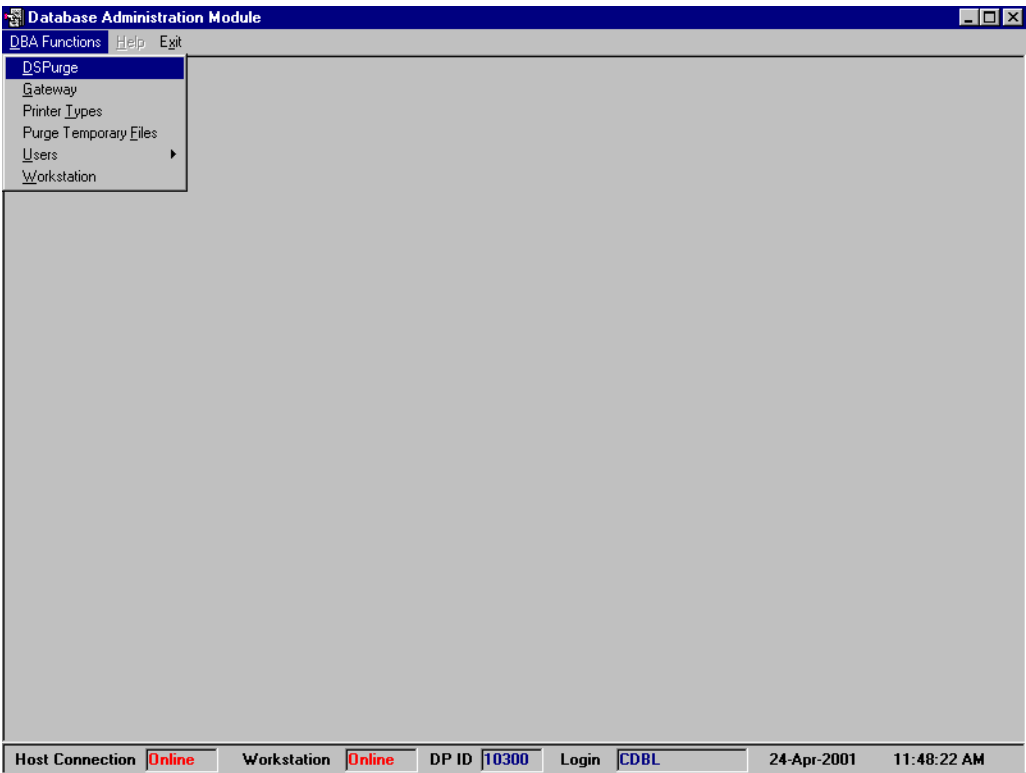 Database Administration Module
DBA Functions Help Exit
DSPurge
Gateway
Printer Types
Purge Temporary Files
Users
Workstation
Host Connection Online Workstation Online DP ID 10300 Login CDBL 24-Apr-2001 11:48:22 AM